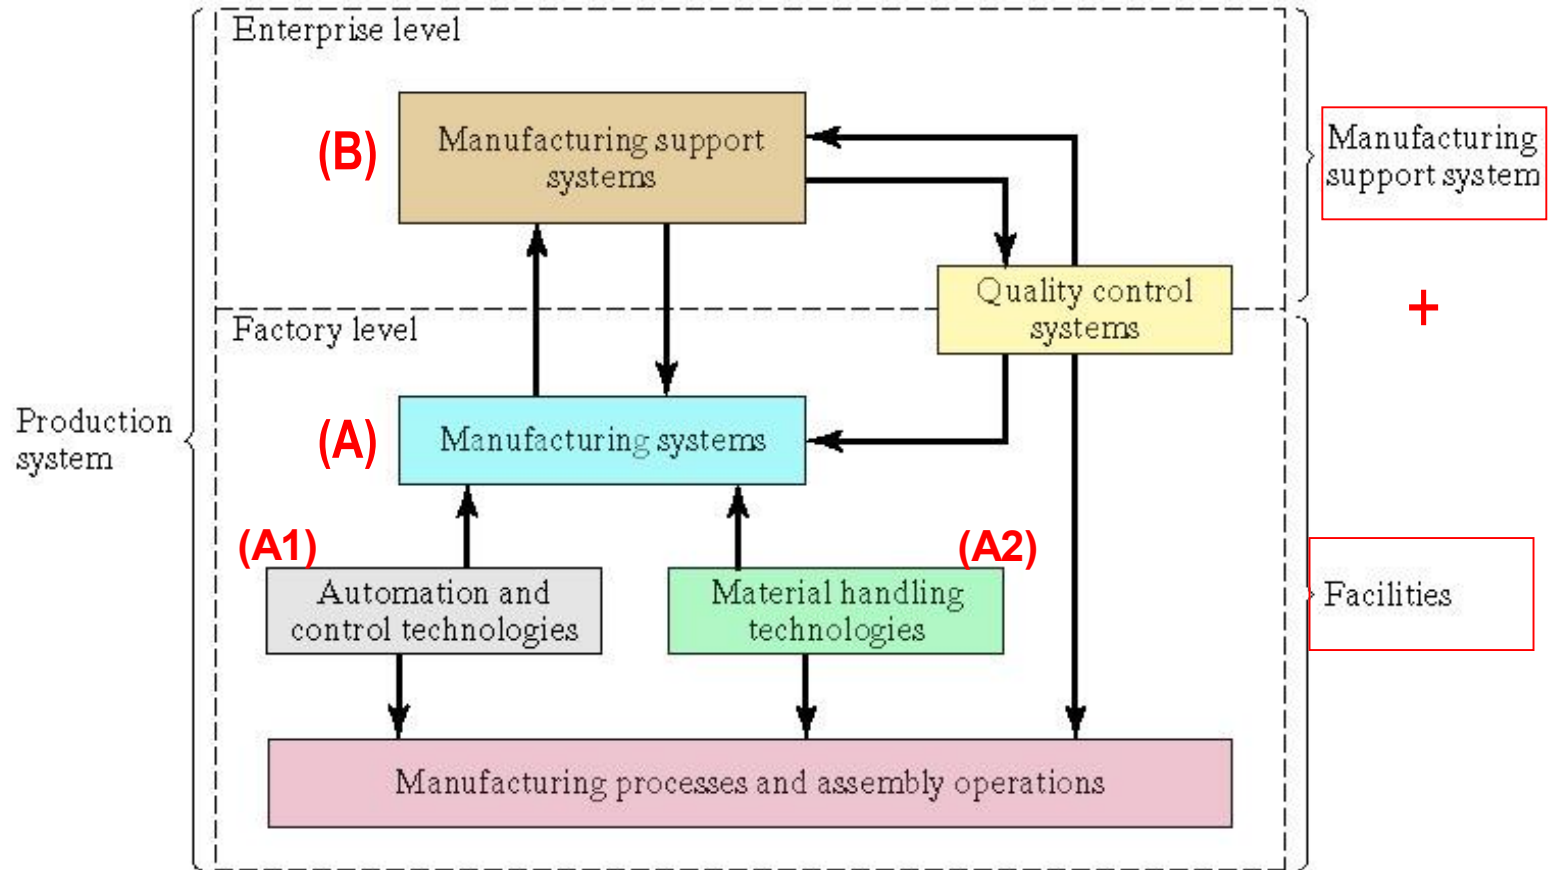 Enterprise level
(B)
Manufacturing support
systems
Manufacturing
support system
Quality control
systems
+
Factory level
Production
system
(A)
Manufacturing systems
(A1)
(A2)
Automation and
control technologies
Material handling
technologies
Facilities
Manufacturing processes and assembly operations